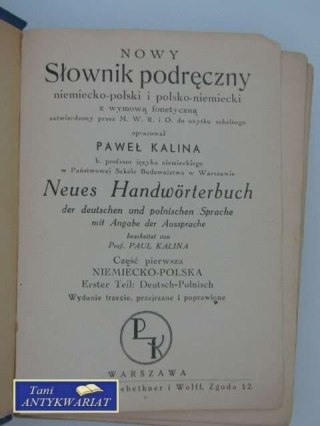 NOWY
Słownik podręczny
niemiecko-polski i polsko-niemiecki
z wymową fonetyczną
zatwierdzony przez M. W. R. i O. do użytku szkolnego
opracował
PAWEŁ KALINA
b. profesor języka niemieckiego
w Państwowej Szkole Budownictwa w Warszawie
Neues Handwörterbuch
der deutschen und polnischen Sprache
mit Angabe der Aussprache
bearbeitet von
Prof. PAUL KALINA
Część pierwsza
NIEMIECKO-POLSKA
Erster Teil: Deutsch-Polnisch
Wydanie trzecie, przejrzane i poprawione
PK
WARSZAWA
i Wolff, Zgoda 12.
Tani
ANTYKWARIAT